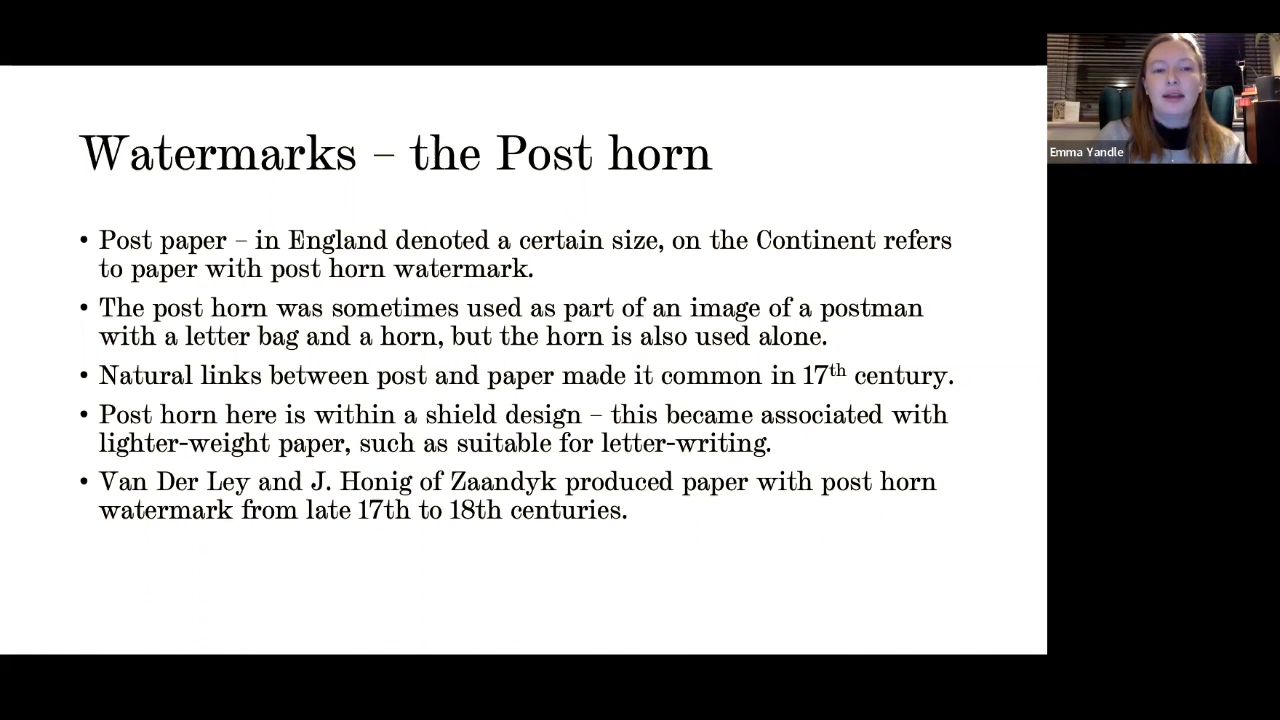 Watermarks – the Post horn
• Post paper – in England denoted a certain size, on the Continent refers
to paper with post horn watermark.
• The post horn was sometimes used as part of an image of a postman
with a letter bag and a horn, but the horn is also used alone.
• Natural links between post and paper made it common in 17th century.
• Post horn here is within a shield design – this became associated with
lighter-weight paper, such as suitable for letter-writing.
• Van Der Ley and J. Honig of Zaandyk produced paper with post horn
watermark from late 17th to 18th centuries.
Emma Yandle